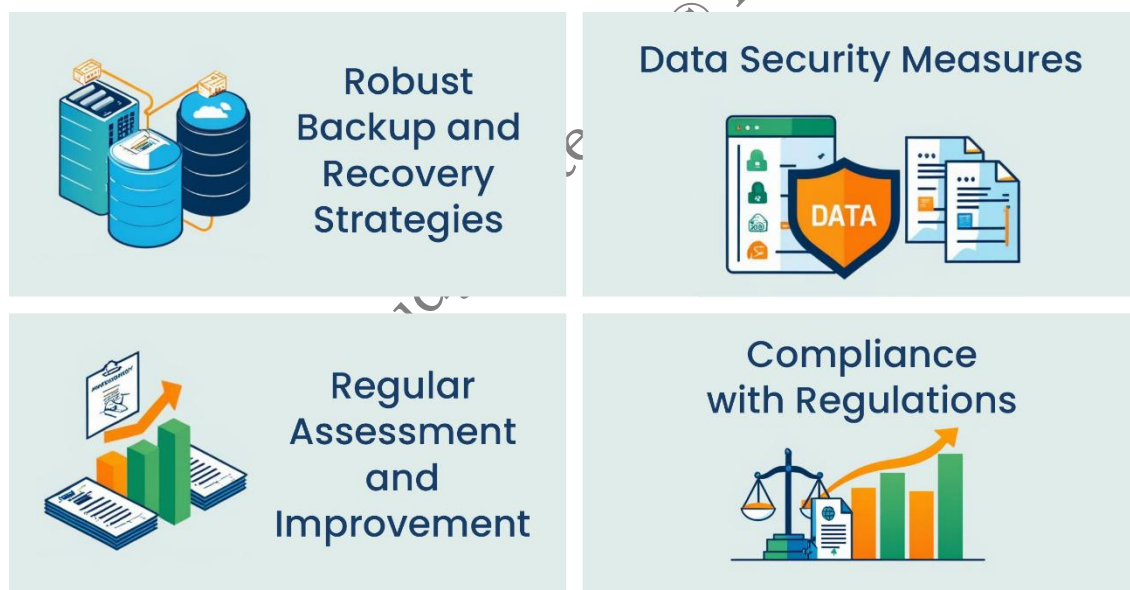 Robust
Backup and
Recovery
Strategies
Data Security Measures
DATA
Regular
Assessment
and
Improvement
Compliance
with Regulations